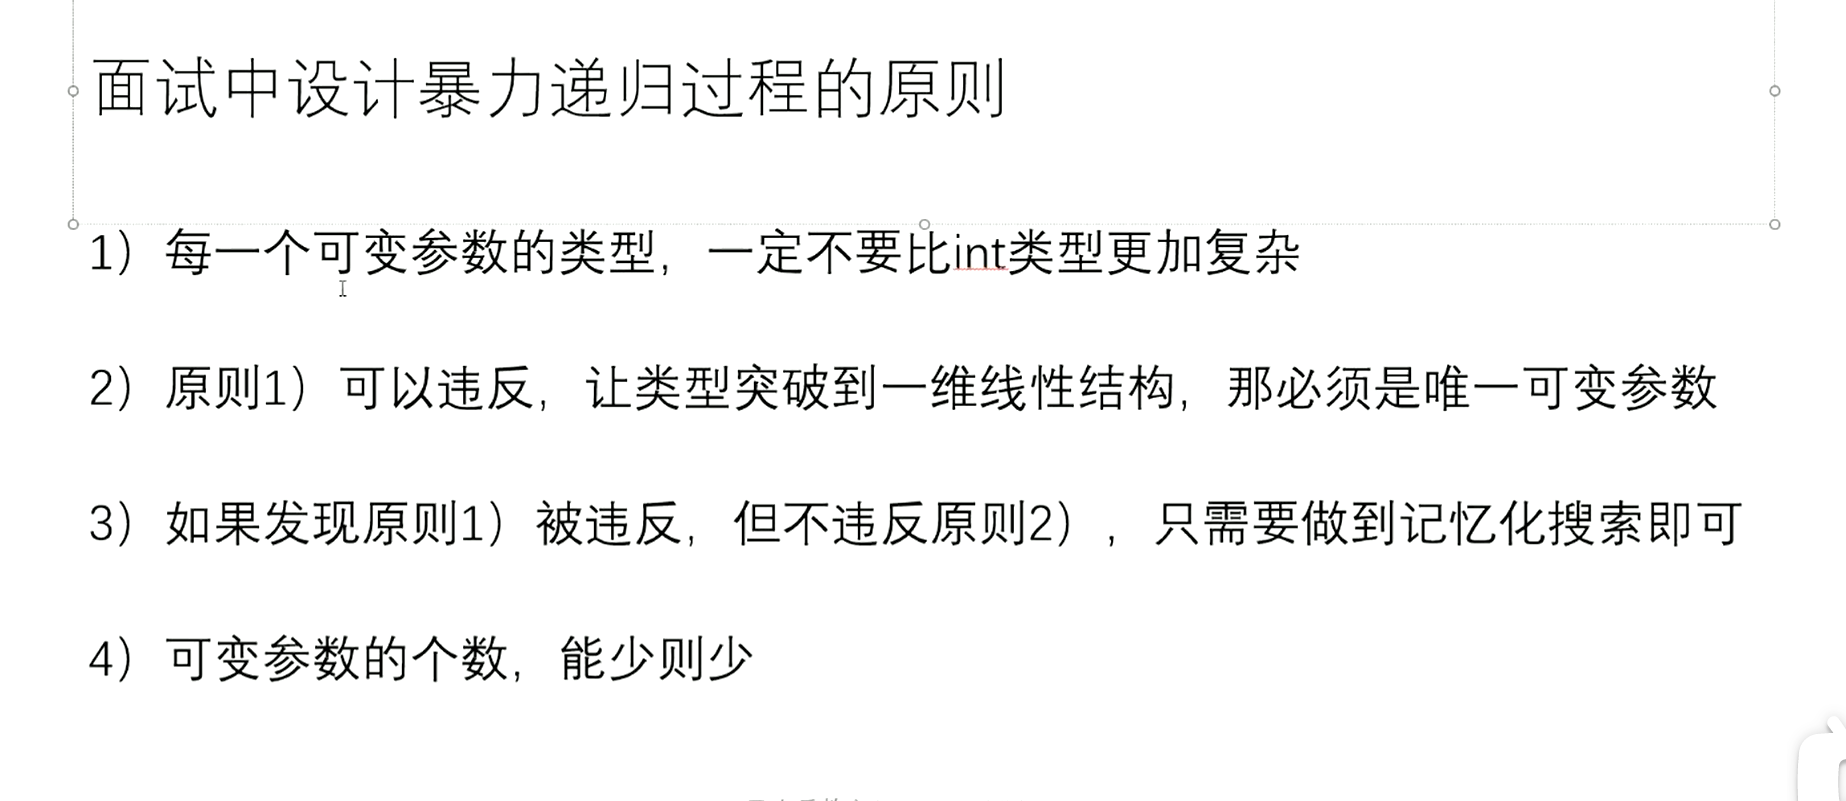 面试中设计暴力递归过程的原则
1）每一个可变参数的类型，一定不要比int类型更加复杂
2）原则1）可以违反，让类型突破到一维线性结构，那必须是唯一可变参数
3）如果发现原则1）被违反，但不违反原则2），只需要做到记忆化搜索即可
4）可变参数的个数，能少则少